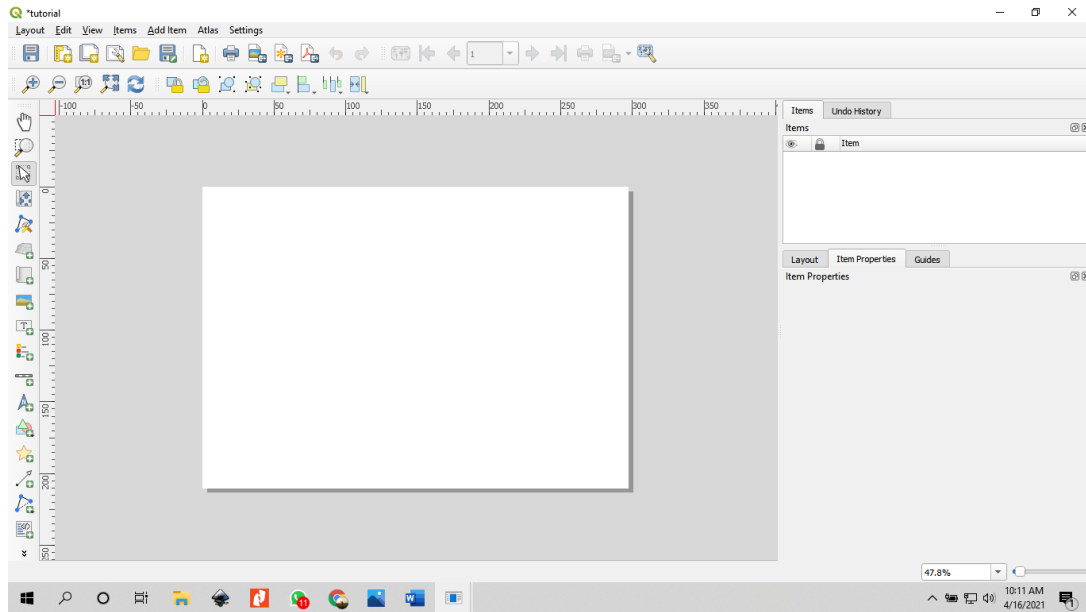 *tutorial
Layout Edit View Items Add Item Atlas Settings
1
1:1
-100 -50 0 50 100 150 200 250 300 350
Items Undo History
Items
Item
0
50
100
150
200
250
Layout Item Properties Guides
Item Properties
T
47.8%
11
W
10:11 AM
4/16/2021
1